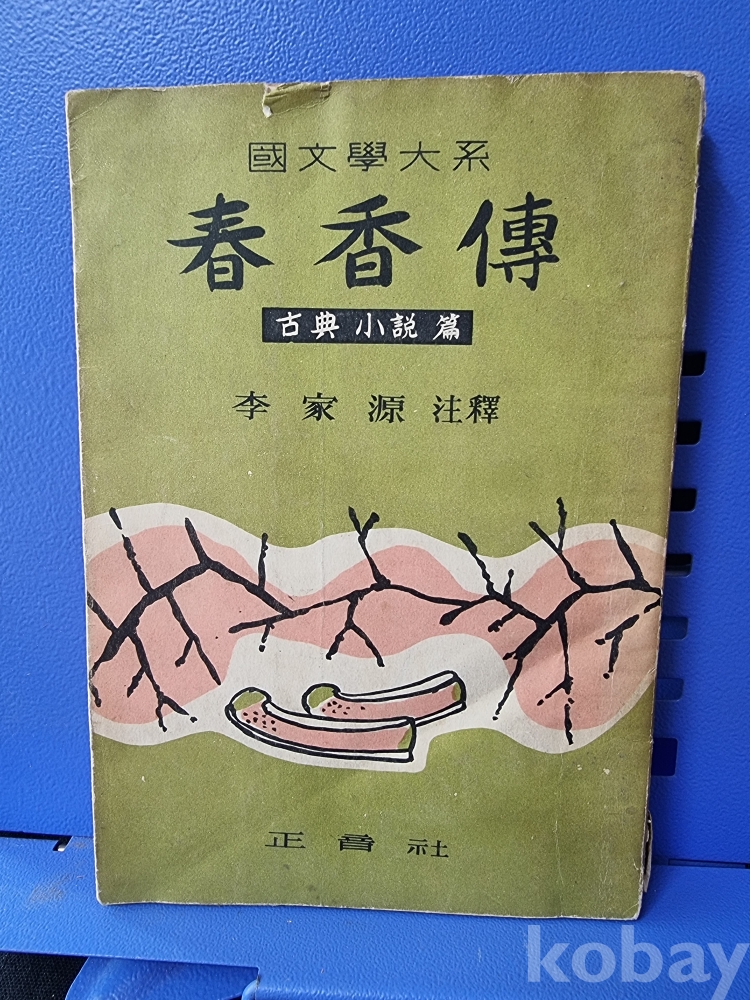 國文學大系
春香傳
古典 小説 篇
李家源 注釋
正音社
kobay